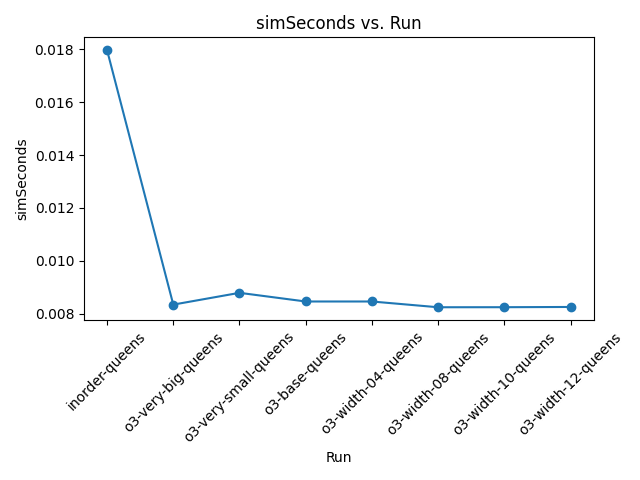 simSeconds vs. Run
simSeconds
0.018
0.016
0.014
0.012
0.010
0.008
inorder-queens
o3-very-big-queens
o3-very-small-queens
o3-base-queens
o3-width-04-queens
o3-width-08-queens
o3-width-10-queens
o3-width-12-queens
Run